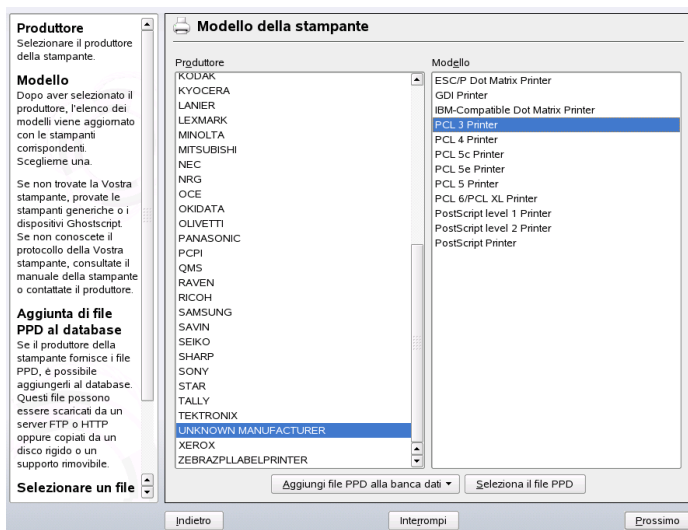 Produttore
Selezionare il produttore
della stampante.
Modello
Dopo aver selezionato il
produttore, l'elenco dei
modelli viene aggiornato
con le stampanti
corrispondenti.
Sceglierne una.
Se non trovate la Vostra
stampante, provate le
stampanti generiche o i
dispositivi Ghostscript.
Se non conoscete il
protocollo della Vostra
stampante, consultate il
manuale della stampante
o contattate il produttore.
Aggiunta di file
PPD al database
Se il produttore della
stampante fornisce i file
PPD, è possibile
aggiungerli al database.
Questi file possono
essere scaricati da un
server FTP o HTTP
oppure copiati da un
disco rigido o un
supporto rimovibile.
Selezionare un file
Modello della stampante
Produttore
KODAK
KYOCERA
LANIER
LEXMARK
MINOLTA
MITSUBISHI
NEC
NRG
OCE
OKIDATA
OLIVETTI
PANASONIC
PCPI
QMS
RAVEN
RICOH
SAMSUNG
SAVIN
SEIKO
SHARP
SONY
STAR
TALLY
TEKTRONIX
UNKNOWN MANUFACTURER
XEROX
ZEBRAZPLLABELPRINTER
Modello
ESC/P Dot Matrix Printer
GDI Printer
IBM-Compatible Dot Matrix Printer
PCL 3 Printer
PCL 4 Printer
PCL 5c Printer
PCL 5e Printer
PCL 5 Printer
PCL 6/PCL XL Printer
PostScript level 1 Printer
PostScript level 2 Printer
PostScript Printer
Aggiungi file PPD alla banca dati
Seleziona il file PPD
Indietro
Interrompi
Prossimo